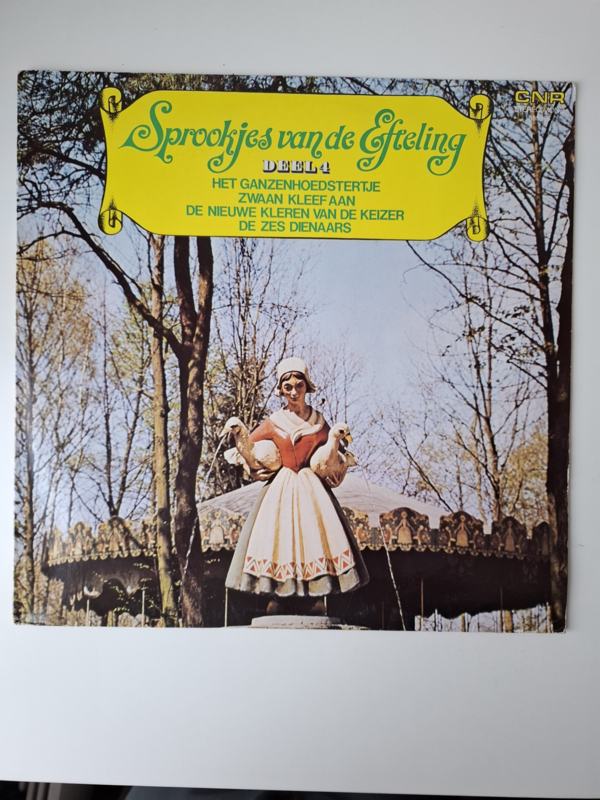 CNR
STEREO
Sprookjes van de Efteling
DEEL 4
HET GANZENHOEDSTERTJE
ZWAAN KLEEF AAN
DE NIEUWE KLEREN VAN DE KEIZER
DE ZES DIENAARS